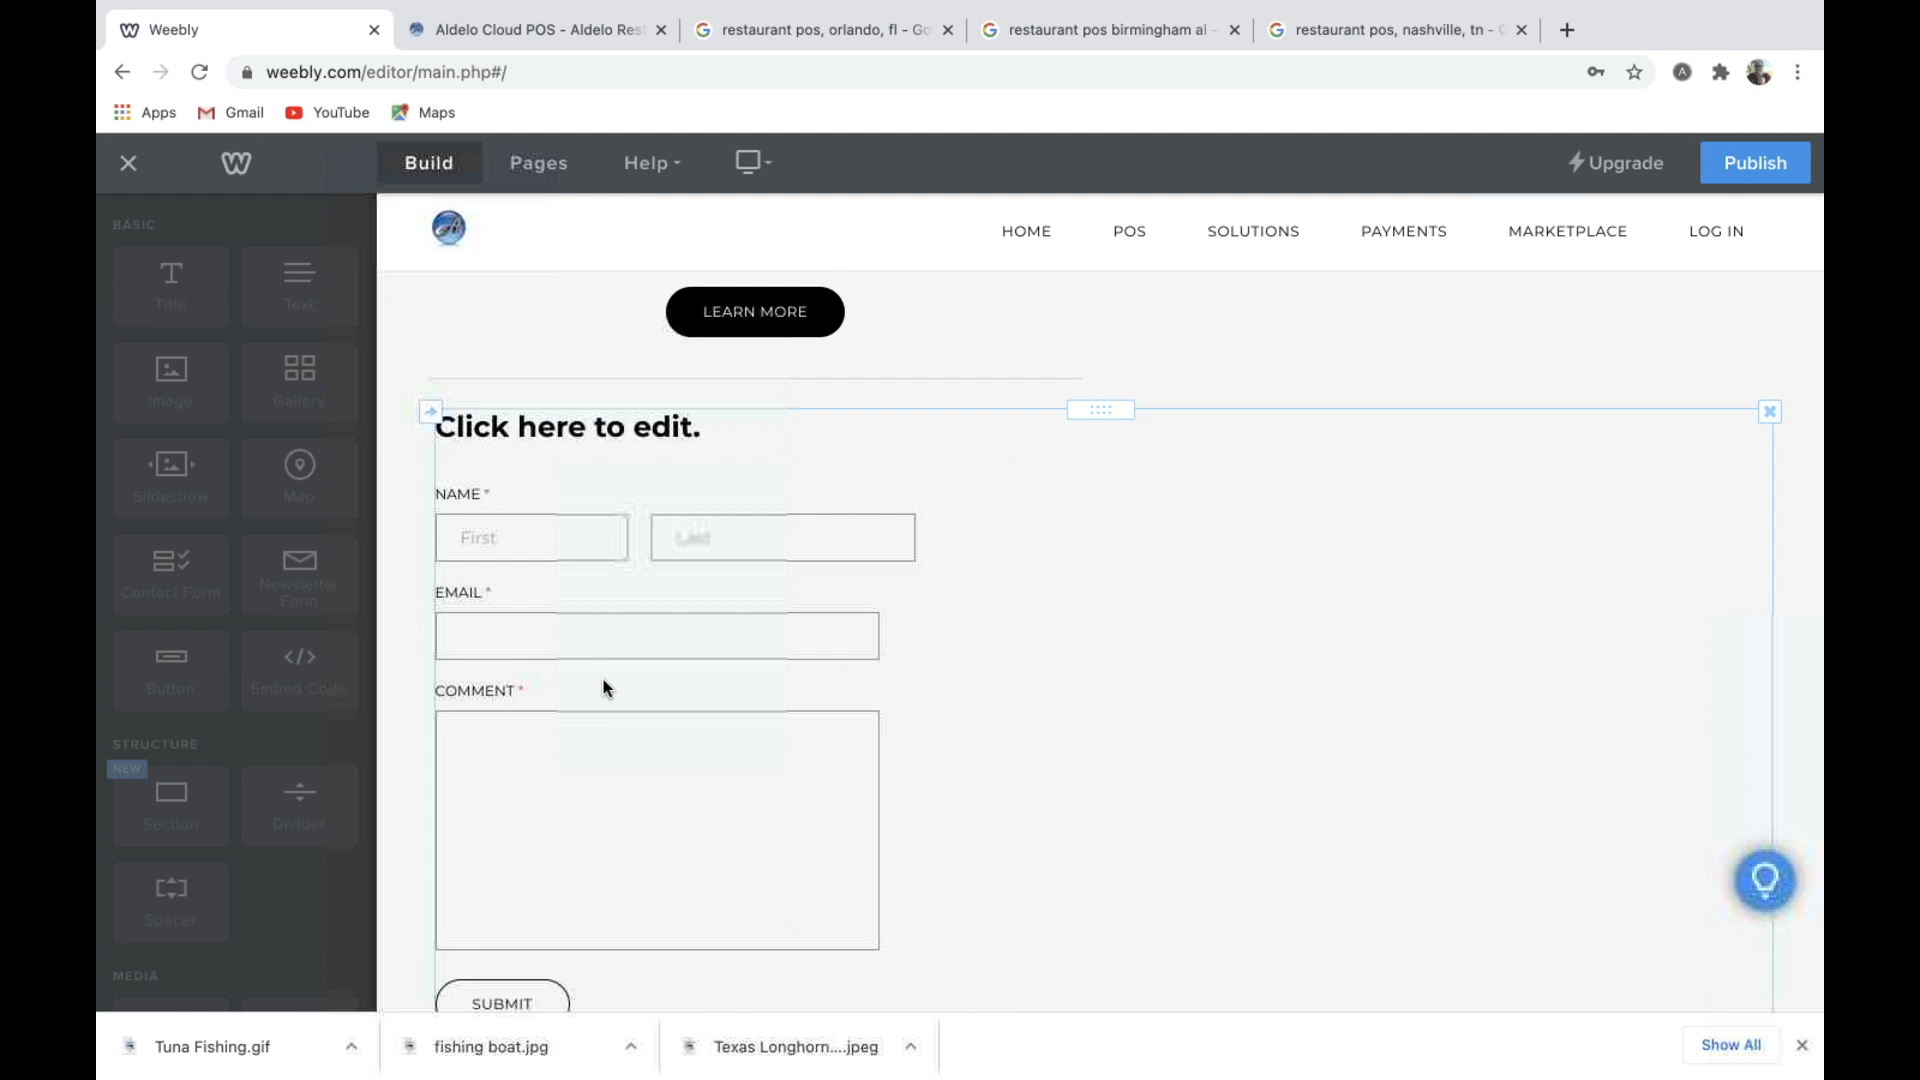 Weebly
Aldelo Cloud POS - Aldelo Res
restaurant pos, orlando, fl - Go
restaurant pos birmingham al -
restaurant pos, nashville, tn - G
weebly.com/editor/main.php#/
Apps
Gmail
YouTube
Maps
Build
Pages
Help
Upgrade
Publish
BASIC
Title
Text
Image
Gallery
Slideshow
Map
Contact Form
Newsletter
Form
Button
Embed Code
STRUCTURE
NEW
Section
Divider
Spacer
MEDIA
HOME
POS
SOLUTIONS
PAYMENTS
MARKETPLACE
LOG IN
LEARN MORE
Click here to edit.
NAME *
First
Last
EMAIL *
COMMENT *
SUBMIT
Tuna Fishing.gif
fishing boat.jpg
Texas Longhorn....jpeg
Show All